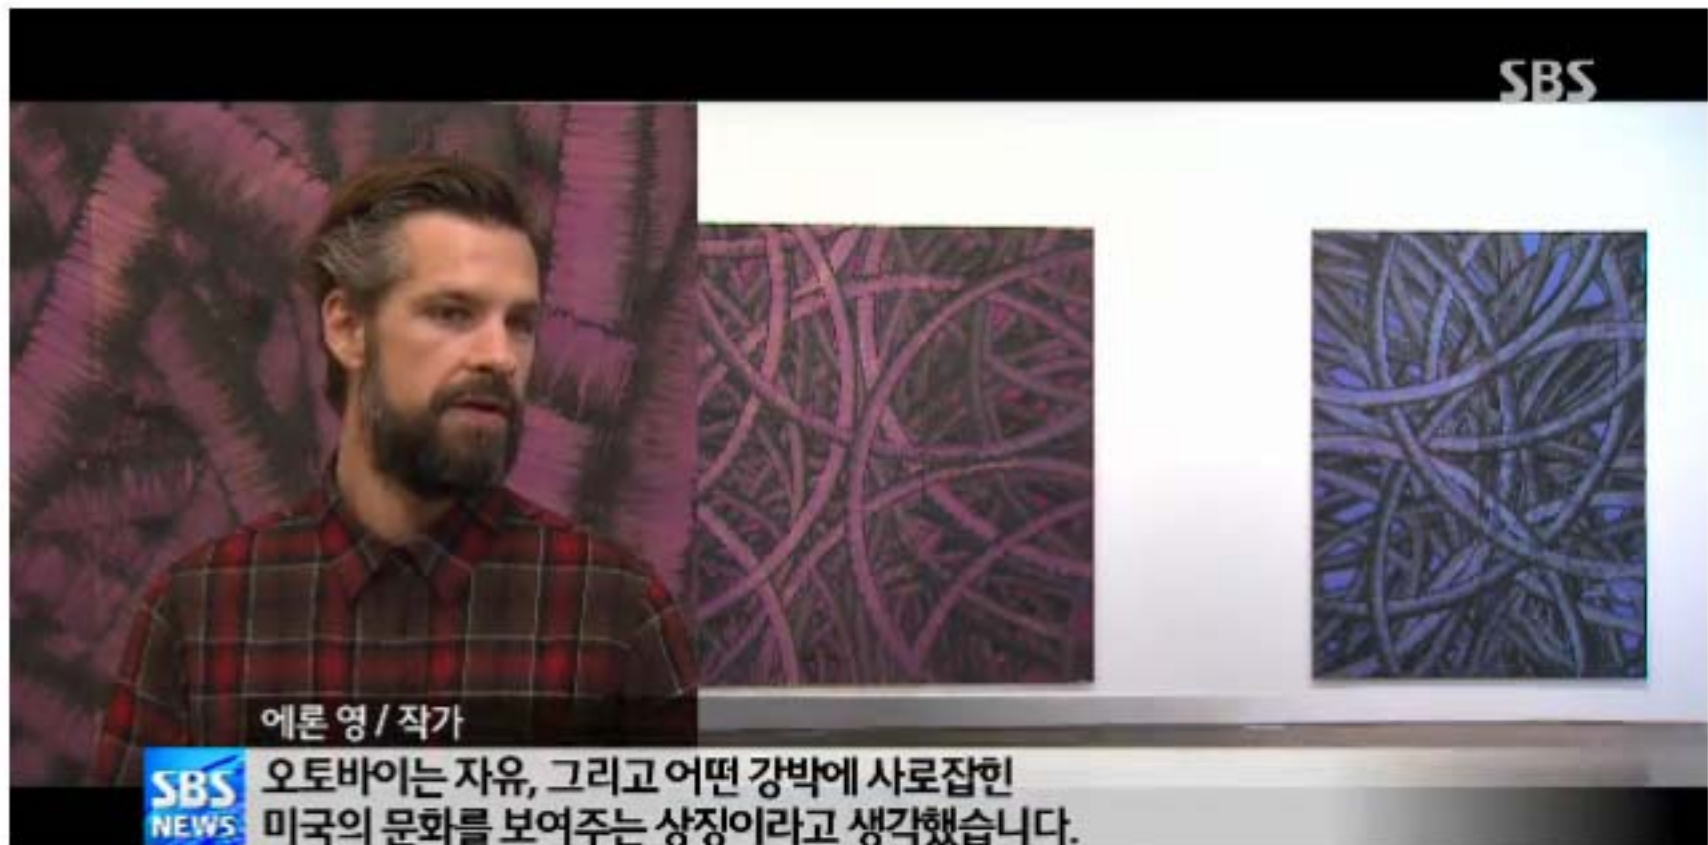 SBS
에론 영 / 작가
SBS
NEWS
오토바이는 자유, 그리고 어떤 강박에 사로잡힌
미국의 문화를 보여주는 상징이라고 생각했습니다.